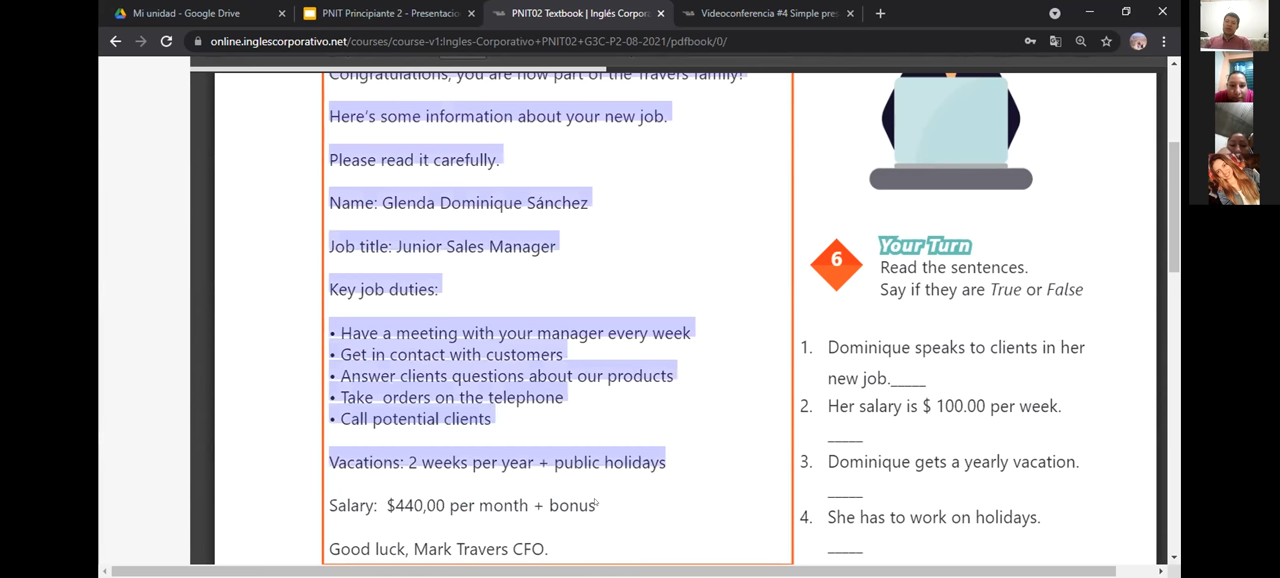 Mi unidad - Google Drive
PNIT Principiante 2 - Presentacio
PNIT02 Textbook | Inglés Corpor
Videoconferencia #4 Simple pres
online.inglescorporativo.net/courses/course-v1:Ingles-Corporativo+PNIT02+G3C-P2-08-2021/pdfbook/0/
Congratulations, you are now part of the Travers family!
Here's some information about your new job.
Please read it carefully.
Name: Glenda Dominique Sánchez
Job title: Junior Sales Manager
Key job duties:
• Have a meeting with your manager every week
• Get in contact with customers
• Answer clients questions about our products
• Take orders on the telephone
• Call potential clients
Vacations: 2 weeks per year + public holidays
Salary: $440,00 per month + bonus
Good luck, Mark Travers CFO.
6
Your Turn
Read the sentences.
Say if they are True or False
1. Dominique speaks to clients in her
new job._____
2. Her salary is $ 100.00 per week.
_____
3. Dominique gets a yearly vacation.
_____
4. She has to work on holidays.
_____